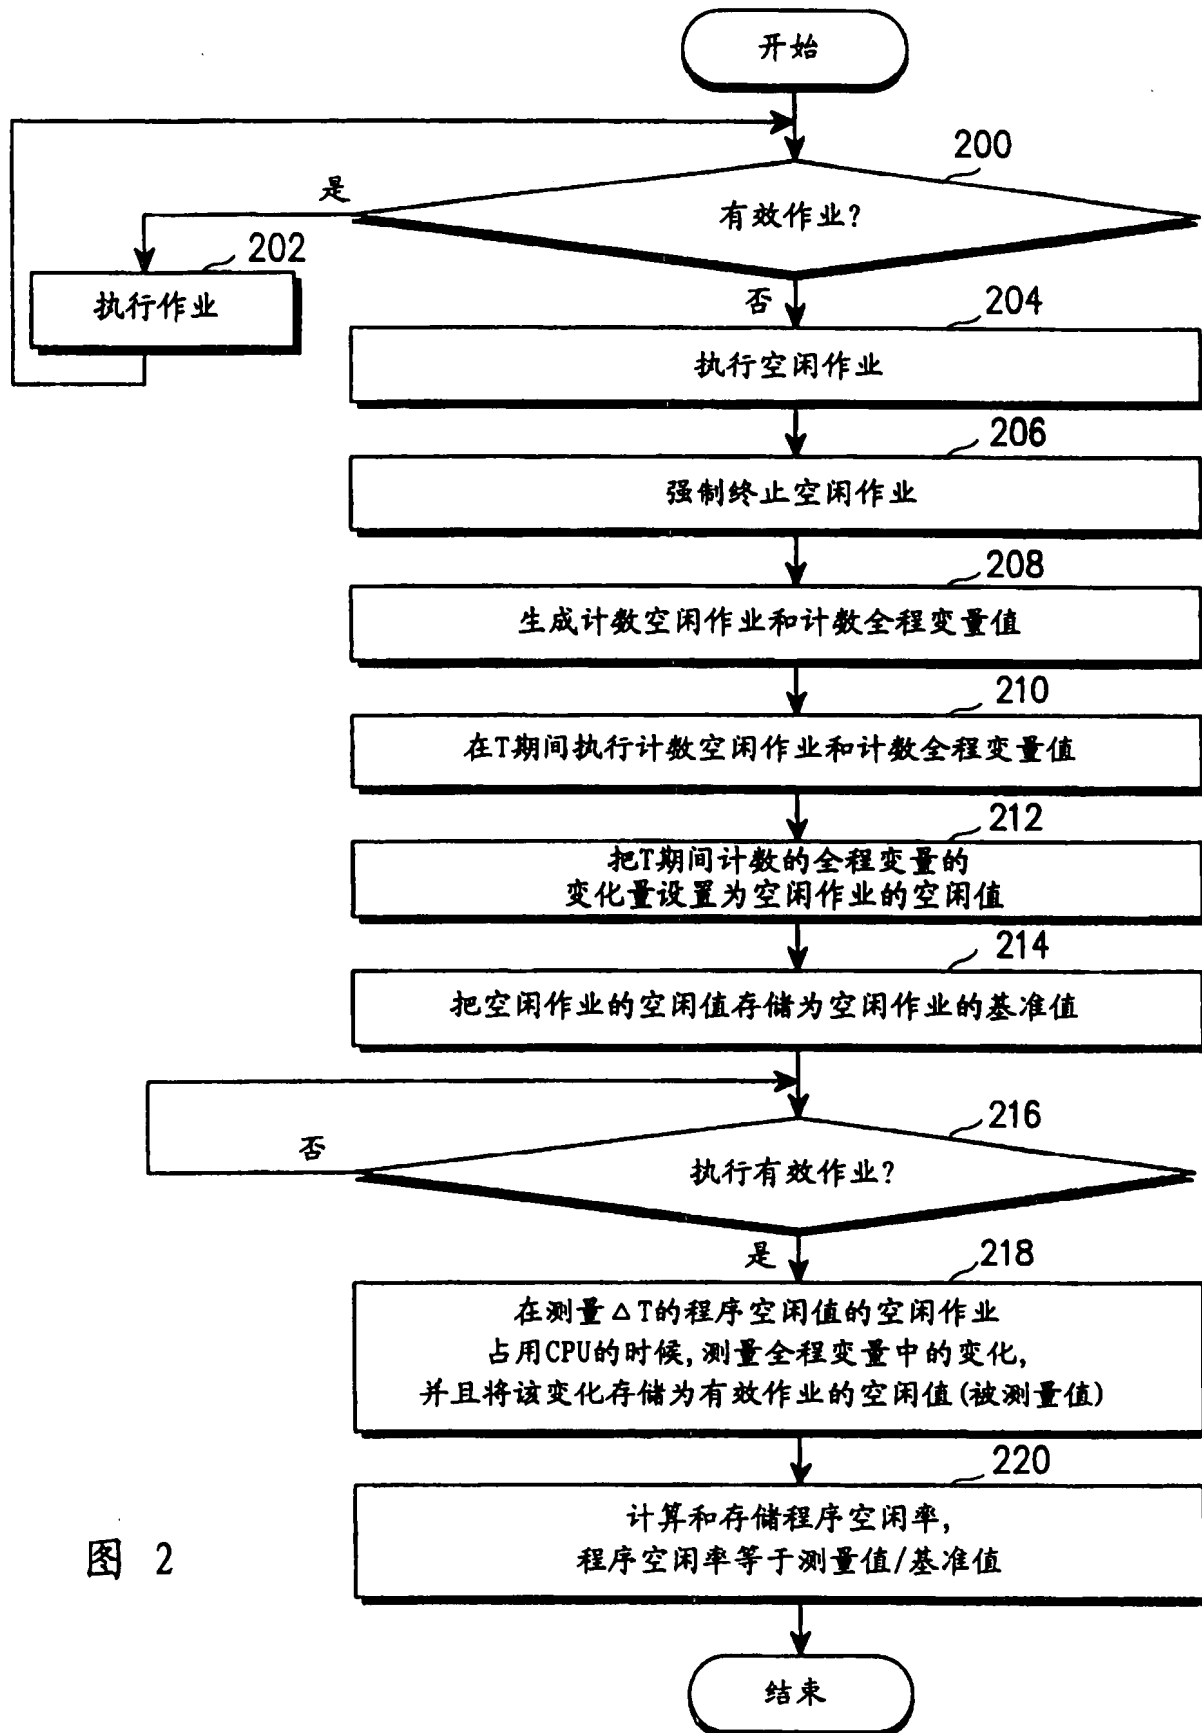 开始
200
是
有效作业?
202
执行作业
否
204
执行空闲作业
206
强制终止空闲作业
208
生成计数空闲作业和计数全程变量值
210
在T期间执行计数空闲作业和计数全程变量值
212
把T期间计数的全程变量的
变化量设置为空闲作业的空闲值
214
把空闲作业的空闲值存储为空闲作业的基准值
216
否
执行有效作业?
是
218
在测量△T的程序空闲值的空闲作业
占用CPU的时候,测量全程变量中的变化,
并且将该变化存储为有效作业的空闲值(被测量值)
220
计算和存储程序空闲率,
程序空闲率等于测量值/基准值
图 2
结束